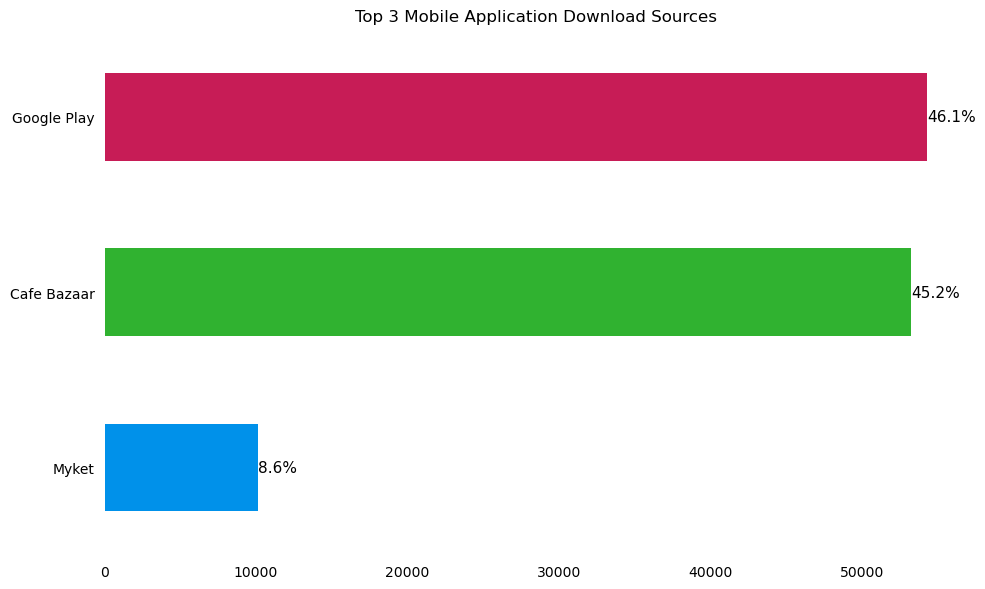 Top 3 Mobile Application Download Sources
Google Play
46.1%
Cafe Bazaar
45.2%
Myket
8.6%
0 10000 20000 30000 40000 50000